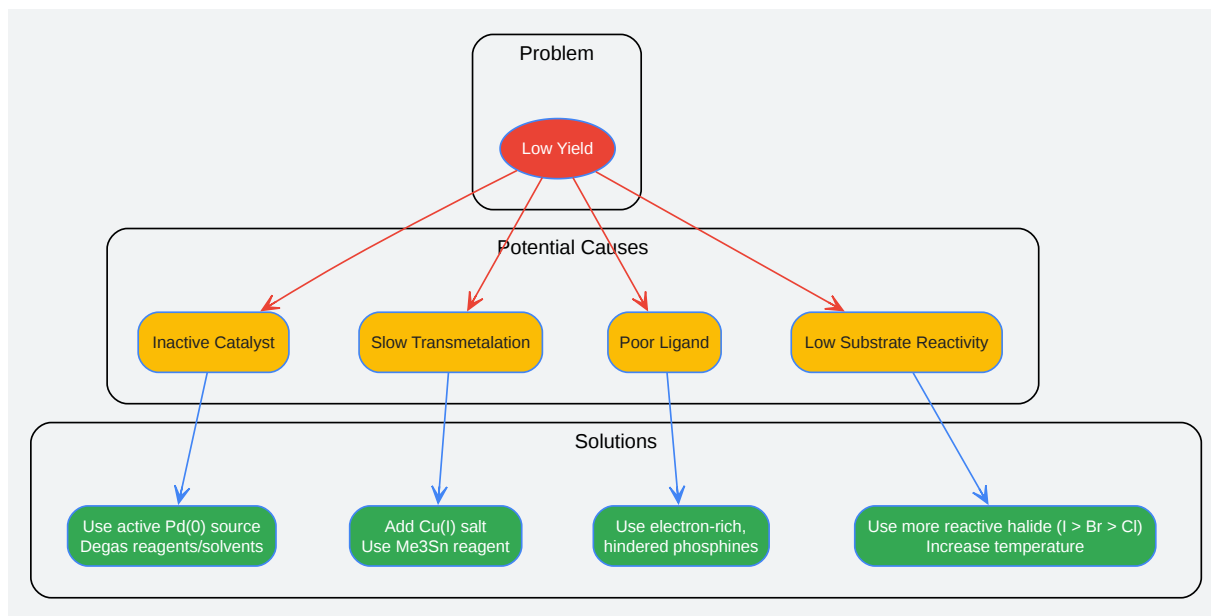 Problem
Low Yield
Potential Causes
Inactive Catalyst
Slow Transmetalation
Poor Ligand
Low Substrate Reactivity
Solutions
Use active Pd(0) source
Degas reagents/solvents
Add Cu(I) salt
Use Me3Sn reagent
Use electron-rich,
hindered phosphines
Use more reactive halide (I > Br > Cl)
Increase temperature